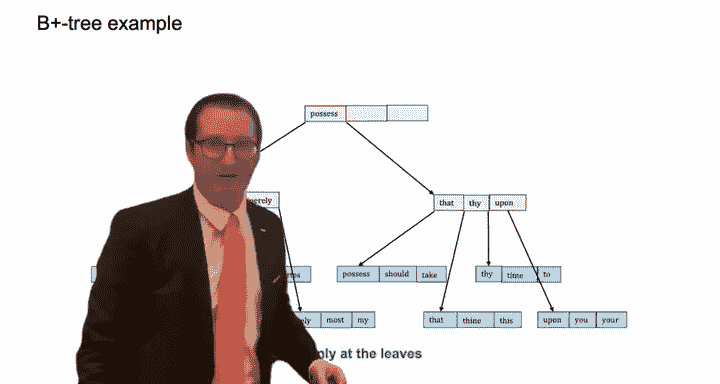 B+-tree example
possess
that thy upon
possess should take
thy time to
most my
that thine this
upon you your
at the leaves